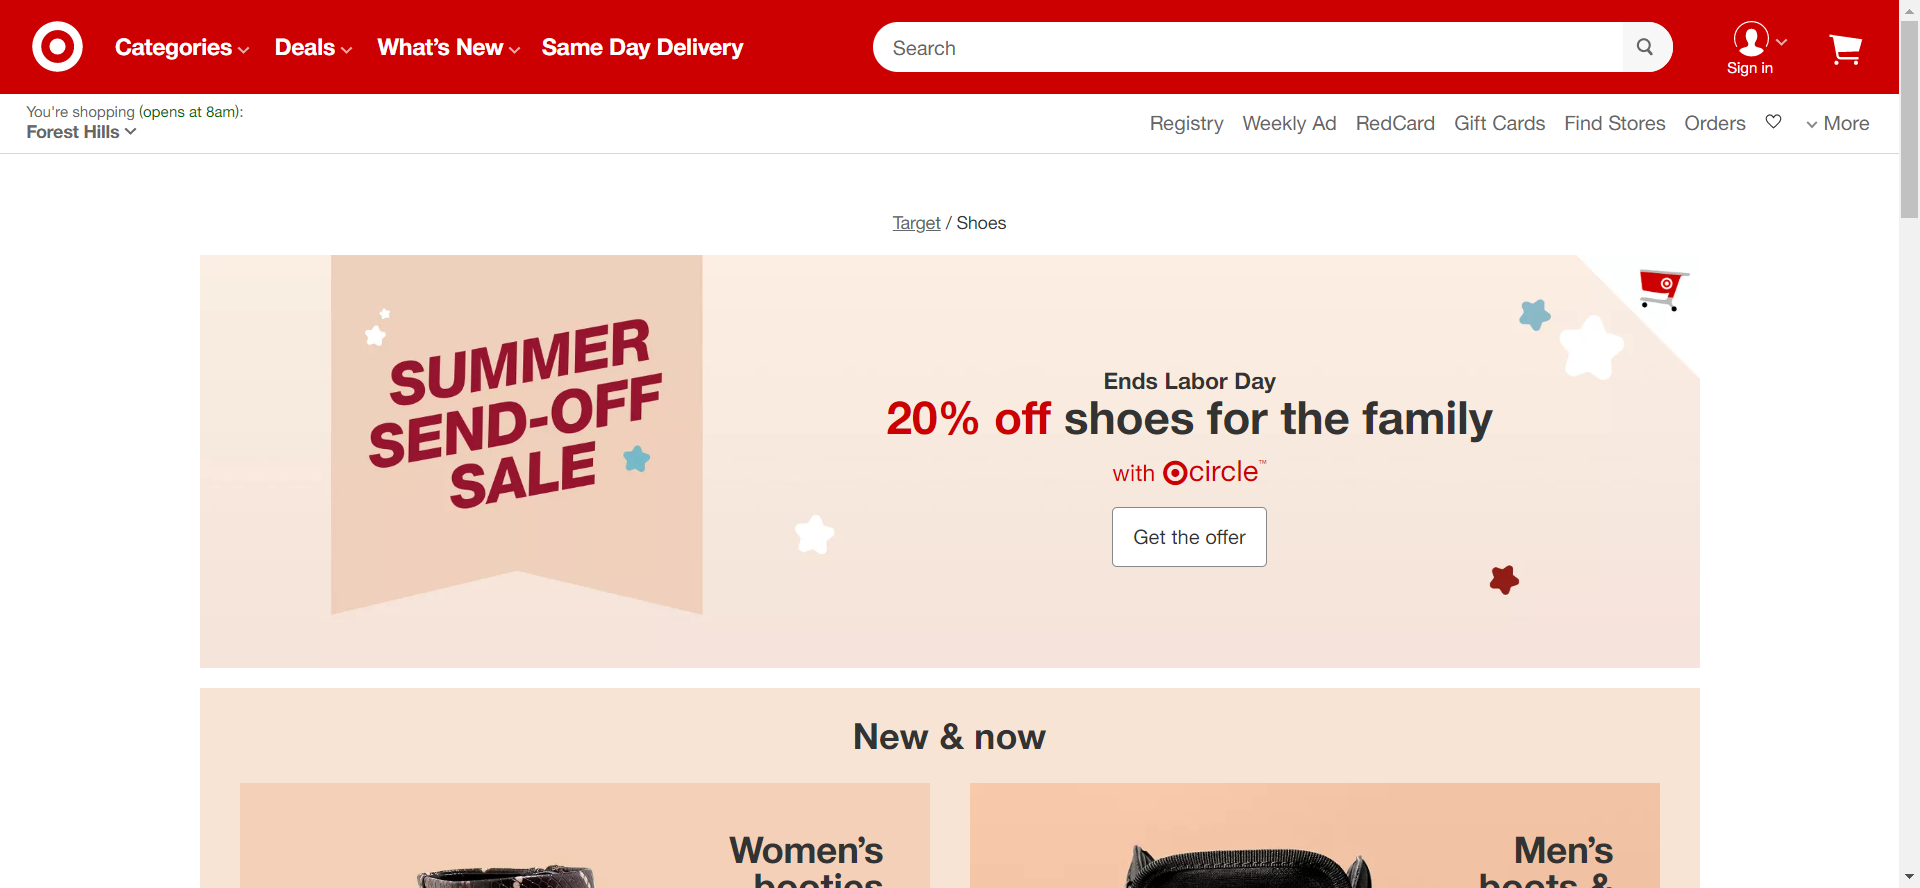 Categories
Deals
What's New
Same Day Delivery
Search
Sign in
You're shopping (opens at 8am):
Forest Hills
Registry
Weekly Ad
RedCard
Gift Cards
Find Stores
Orders
More
Target / Shoes
SUMMER
SEND-OFF
SALE
Ends Labor Day
20% off shoes for the family
with circle™
Get the offer
New & now
Women's
booties
Men's
boots &